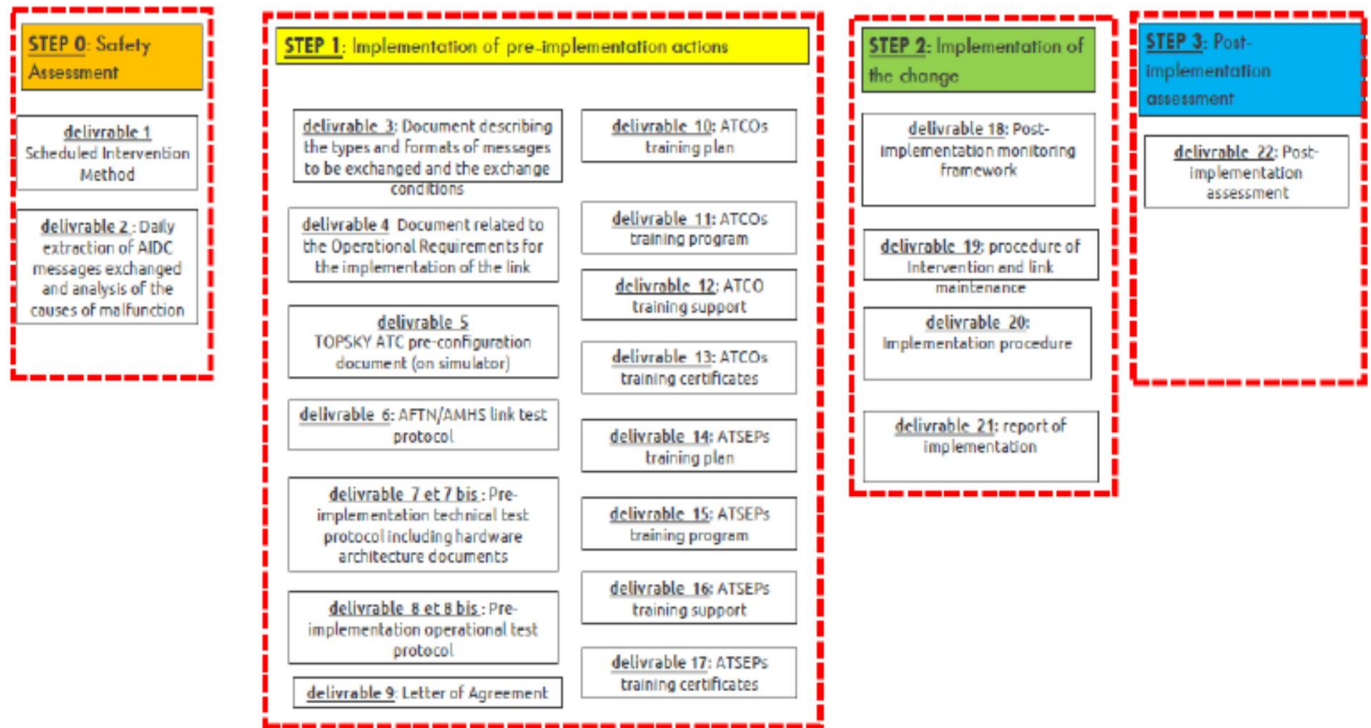 STEP 0: Safety
Assessment
delivrable 1
Scheduled Intervention
Method
delivrable 2 : Daily
extraction of AIDC
messages exchanged
and analysis of the
causes of malfunction
STEP 1: Implementation of pre-implementation actions
delivrable 3: Document describing
the types and formats of messages
to be exchanged and the exchange
conditions
delivrable 4 Document related to
the Operational Requirements for
the implementation of the link
delivrable 5
TOPSKY ATC pre-configuration
document (on simulator)
delivrable 6: AFTN/AMHS link test
protocol
delivrable 7 et 7 bis : Pre-
implementation technical test
protocol including hardware
architecture documents
delivrable 8 et 8 bis : Pre-
implementation operational test
protocol
delivrable 9: Letter of Agreement
delivrable 10: ATCOs
training plan
delivrable 11: ATCOs
training program
delivrable 12: ATCO
training support
delivrable 13: ATCOs
training certificates
delivrable 14: ATSEPs
training plan
delivrable 15: ATSEPs
training program
delivrable 16: ATSEPs
training support
delivrable 17: ATSEPs
training certificates
STEP 2: Implementation of
the change
delivrable 18: Post-
implementation monitoring
framework
delivrable 19: procedure of
Intervention and link
maintenance
delivrable 20:
Implementation procedure
delivrable 21: report of
implementation
STEP 3: Post-
implementation
assessment
delivrable 22: Post-
implementation
assessment